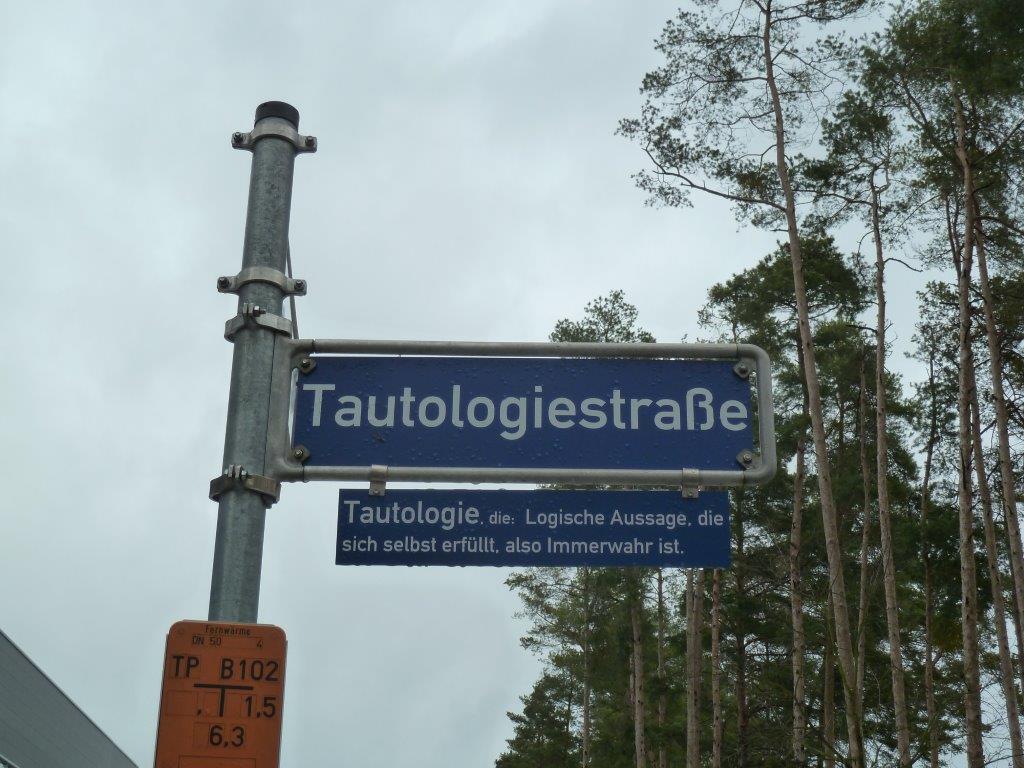 Tautologiestraße
Tautologie, die: Logische Aussage, die
sich selbst erfüllt, also Immerwahr ist.
Fernwärme
DN 50 4
TP B102
, 1,5
6,3